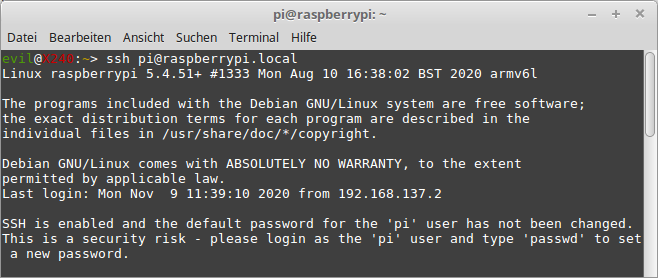 pi@raspberrypi: ~
Datei Bearbeiten Ansicht Suchen Terminal Hilfe
evil@X240:~> ssh pi@raspberrypi.local
Linux raspberrypi 5.4.51+ #1333 Mon Aug 10 16:38:02 BST 2020 armv6l

The programs included with the Debian GNU/Linux system are free software;
the exact distribution terms for each program are described in the
individual files in /usr/share/doc/*/copyright.

Debian GNU/Linux comes with ABSOLUTELY NO WARRANTY, to the extent
permitted by applicable law.
Last login: Mon Nov  9 11:39:10 2020 from 192.168.137.2

SSH is enabled and the default password for the 'pi' user has not been changed.
This is a security risk - please login as the 'pi' user and type 'passwd' to set
 a new password.